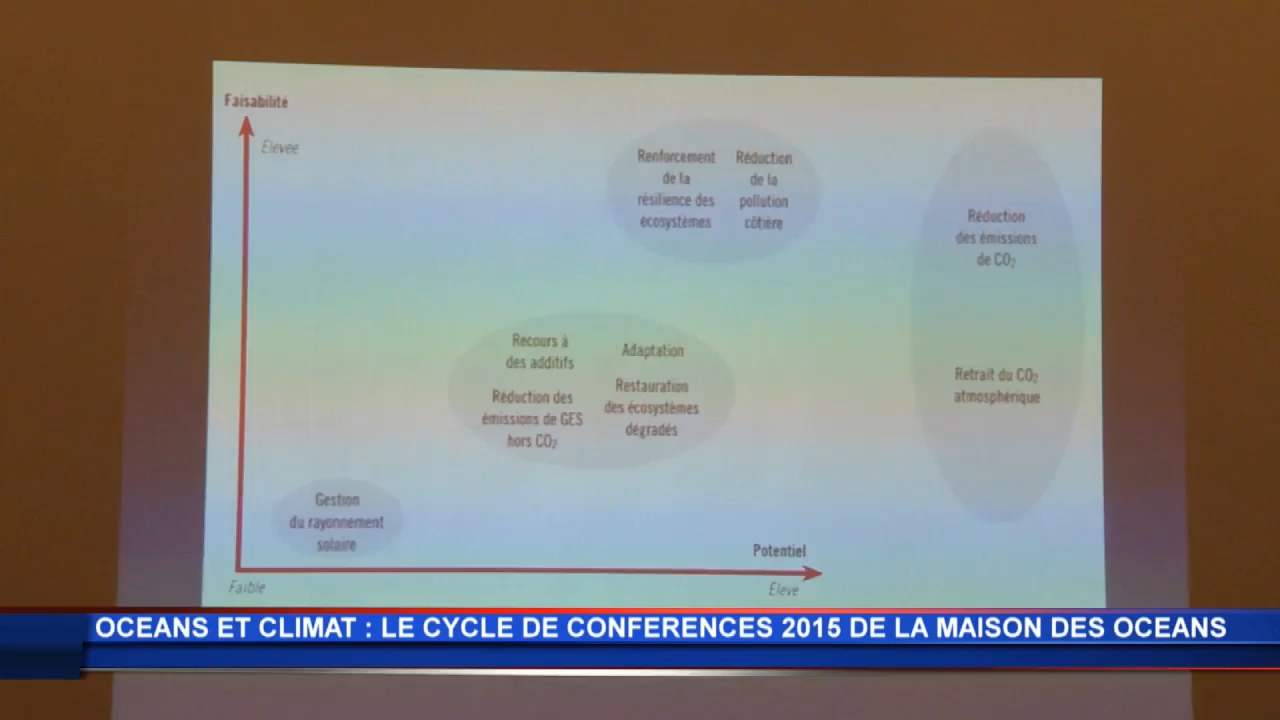 Faisabilité
Élevée
Renforcement
de la
résilience des
écosystèmes
Réduction
de la
pollution
côtière
Réduction
des émissions
de CO₂
Recours à
des additifs
Adaptation
Réduction des
émissions de GES
hors CO₂
Restauration
des écosystèmes
dégradés
Retrait du CO₂
atmosphérique
Gestion
du rayonnement
solaire
Potentiel
Faible
Élevé
OCEANS ET CLIMAT : LE CYCLE DE CONFERENCES 2015 DE LA MAISON DES OCEANS